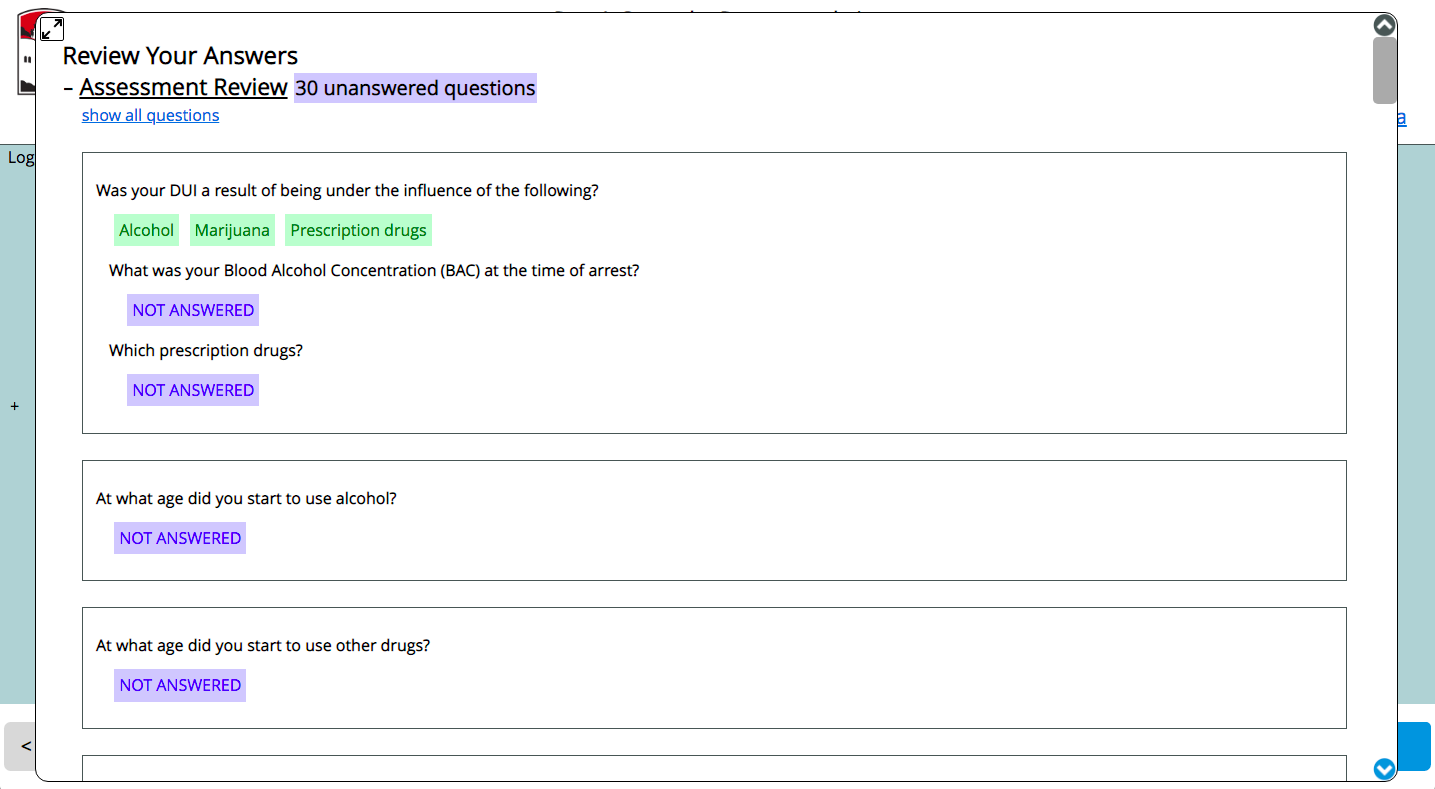 Review Your Answers
– Assessment Review 30 unanswered questions
show all questions
a
Log
Was your DUI a result of being under the influence of the following?
Alcohol Marijuana Prescription drugs
What was your Blood Alcohol Concentration (BAC) at the time of arrest?
NOT ANSWERED
Which prescription drugs?
NOT ANSWERED
+
At what age did you start to use alcohol?
NOT ANSWERED
At what age did you start to use other drugs?
NOT ANSWERED
<